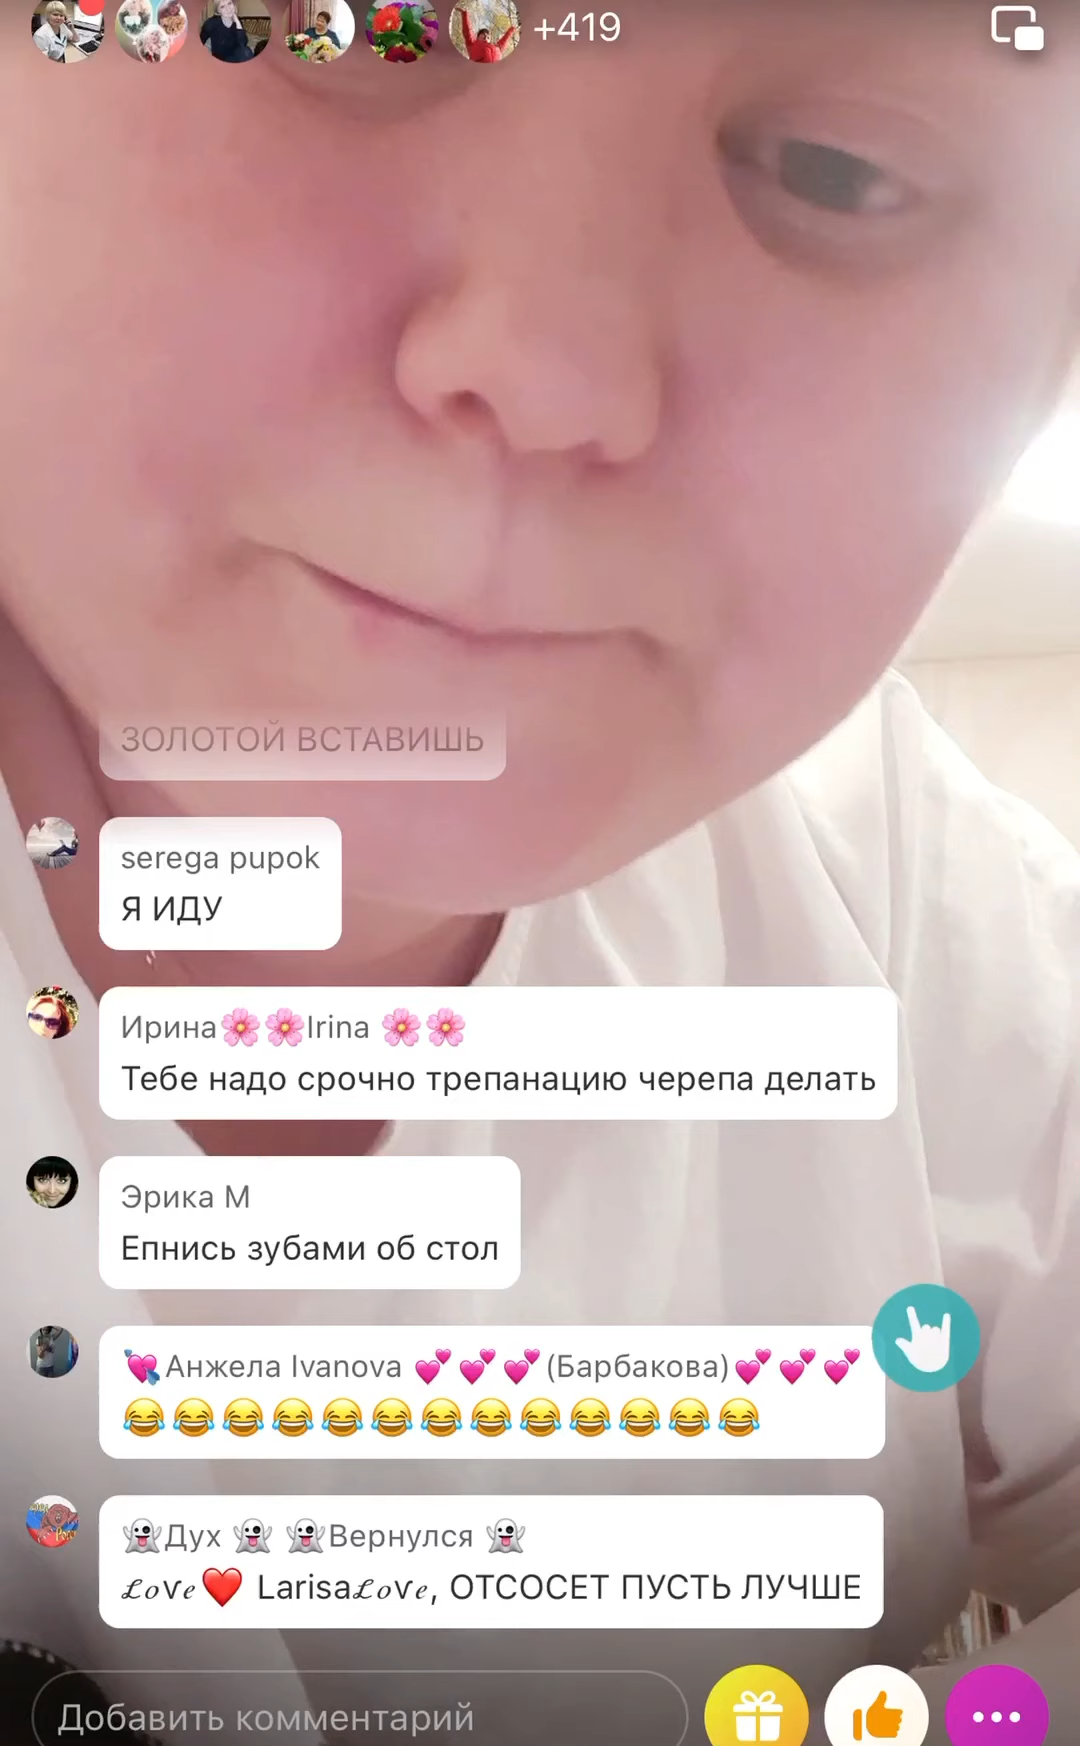 +419
ЗОЛОТОЙ ВСТАВИШЬ
serega pupok
Я ИДУ
Ирина🌸🌸Irina 🌸🌸
Тебе надо срочно трепанацию черепа делать
Эрика М
Епнись зубами об стол
💘Анжела Ivanova 💕💕💕(Барбакова)💕💕💕
😂😂😂😂😂😂😂😂😂😂😂😂😂
👻Дух 👻 👻Вернулся 👻
𝓛𝓸𝓿𝓮❤️ Larisa𝓛𝓸𝓿𝓮, ОТСОСЕТ ПУСТЬ ЛУЧШЕ
Добавить комментарий